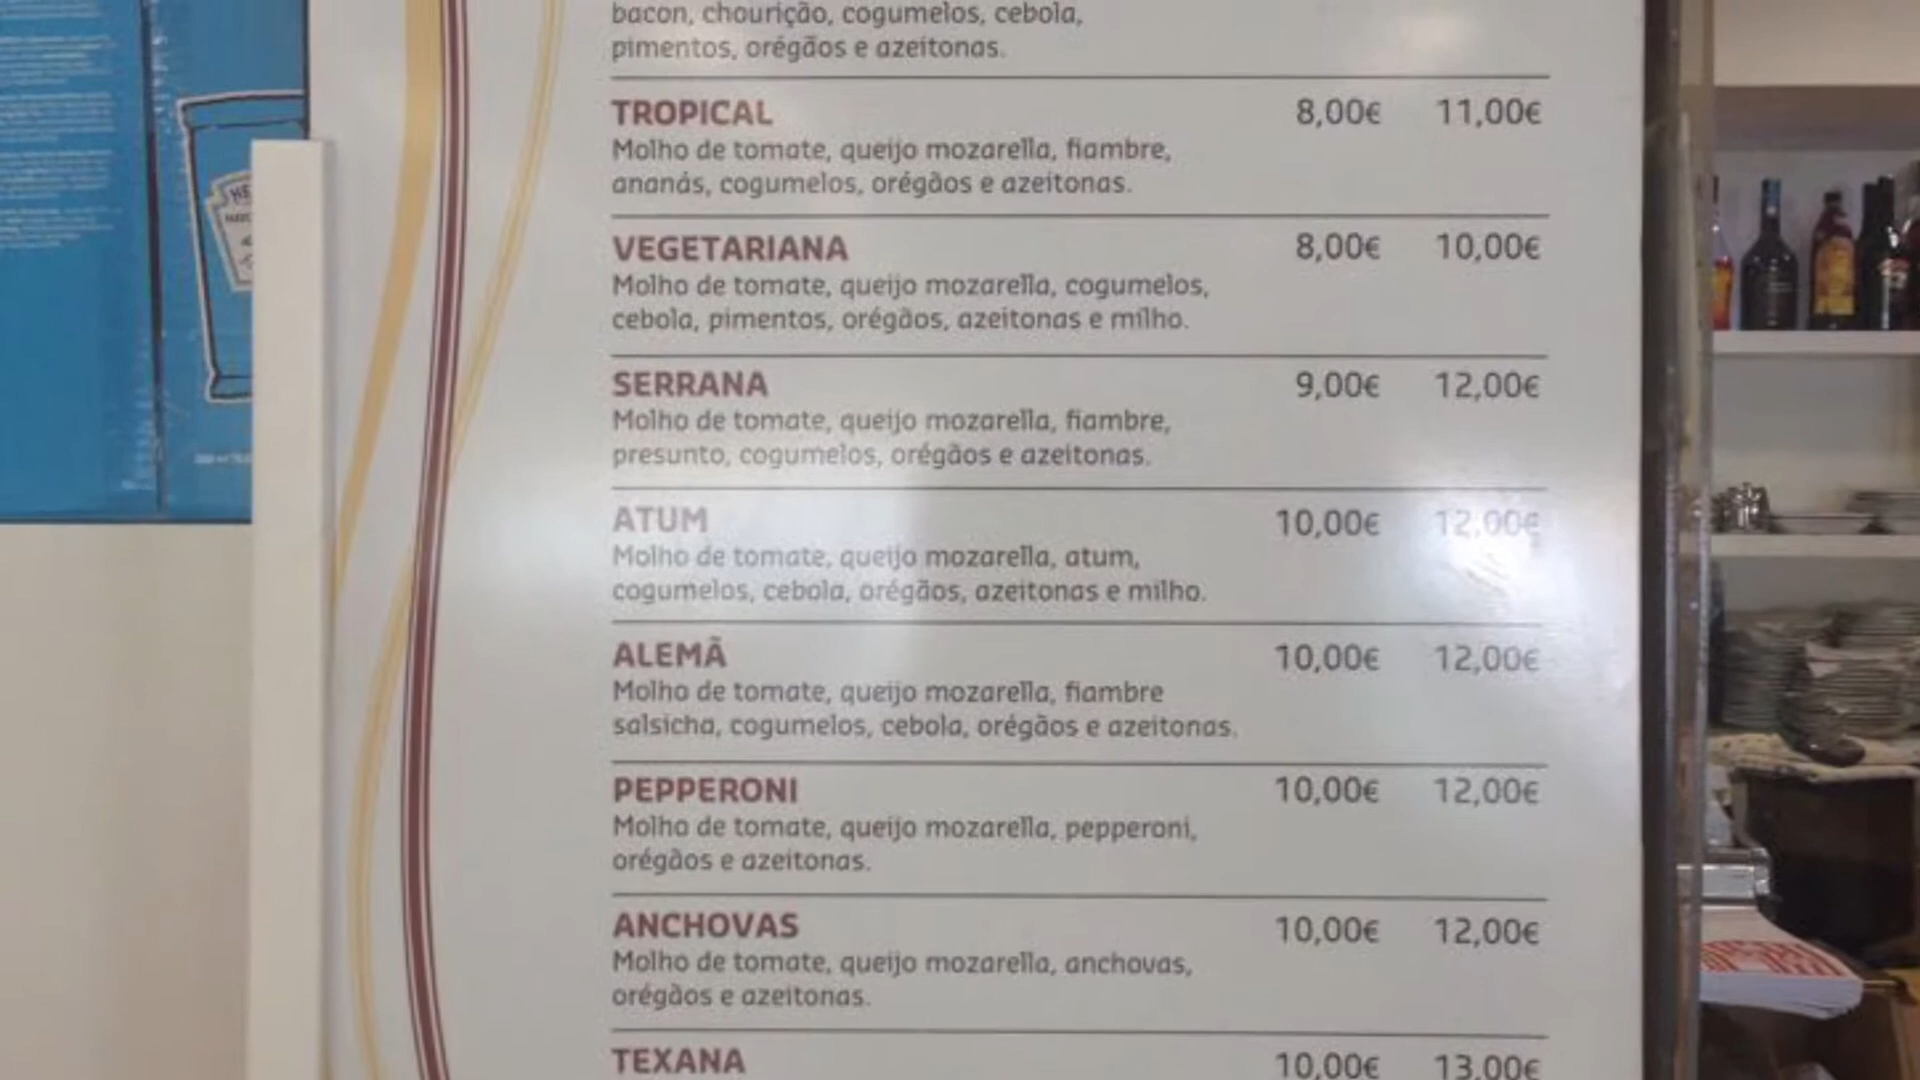 bacon, chourição, cogumelos, cebola,
pimentos, orégãos e azeitonas.
TROPICAL 8,00€ 11,00€
Molho de tomate, queijo mozarella, fiambre,
ananás, cogumelos, orégãos e azeitonas.
VEGETARIANA 8,00€ 10,00€
Molho de tomate, queijo mozarella, cogumelos,
cebola, pimentos, orégãos, azeitonas e milho.
SERRANA 9,00€ 12,00€
Molho de tomate, queijo mozarella, fiambre,
presunto, cogumelos, orégãos e azeitonas.
ATUM 10,00€ 12,00€
Molho de tomate, queijo mozarella, atum,
cogumelos, cebola, orégãos, azeitonas e milho.
ALEMÃ 10,00€ 12,00€
Molho de tomate, queijo mozarella, fiambre
salsicha, cogumelos, cebola, orégãos e azeitonas.
PEPPERONI 10,00€ 12,00€
Molho de tomate, queijo mozarella, pepperoni,
orégãos e azeitonas.
ANCHOVAS 10,00€ 12,00€
Molho de tomate, queijo mozarella, anchovas,
orégãos e azeitonas.
TEXANA 10,00€ 13,00€